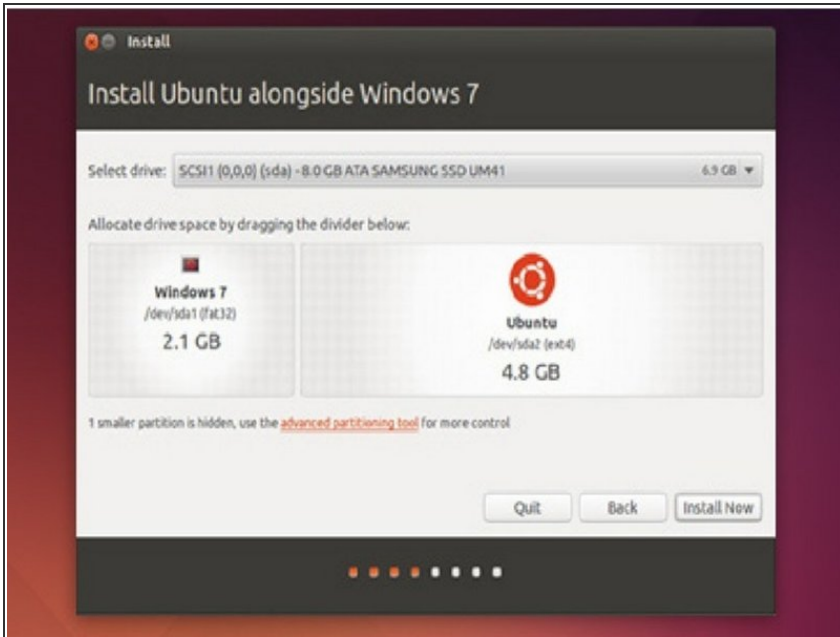 Install
Install Ubuntu alongside Windows 7
Select drive: SCSI1 (0,0,0) (sda) - 8.0 GB ATA SAMSUNG SSD UM41 6.9 GB
Allocate drive space by dragging the divider below:
Windows 7
/dev/sda1 (fat32)
2.1 GB
Ubuntu
/dev/sda2 (ext4)
4.8 GB
1 smaller partition is hidden, use the advanced partitioning tool for more control
Quit Back Install Now